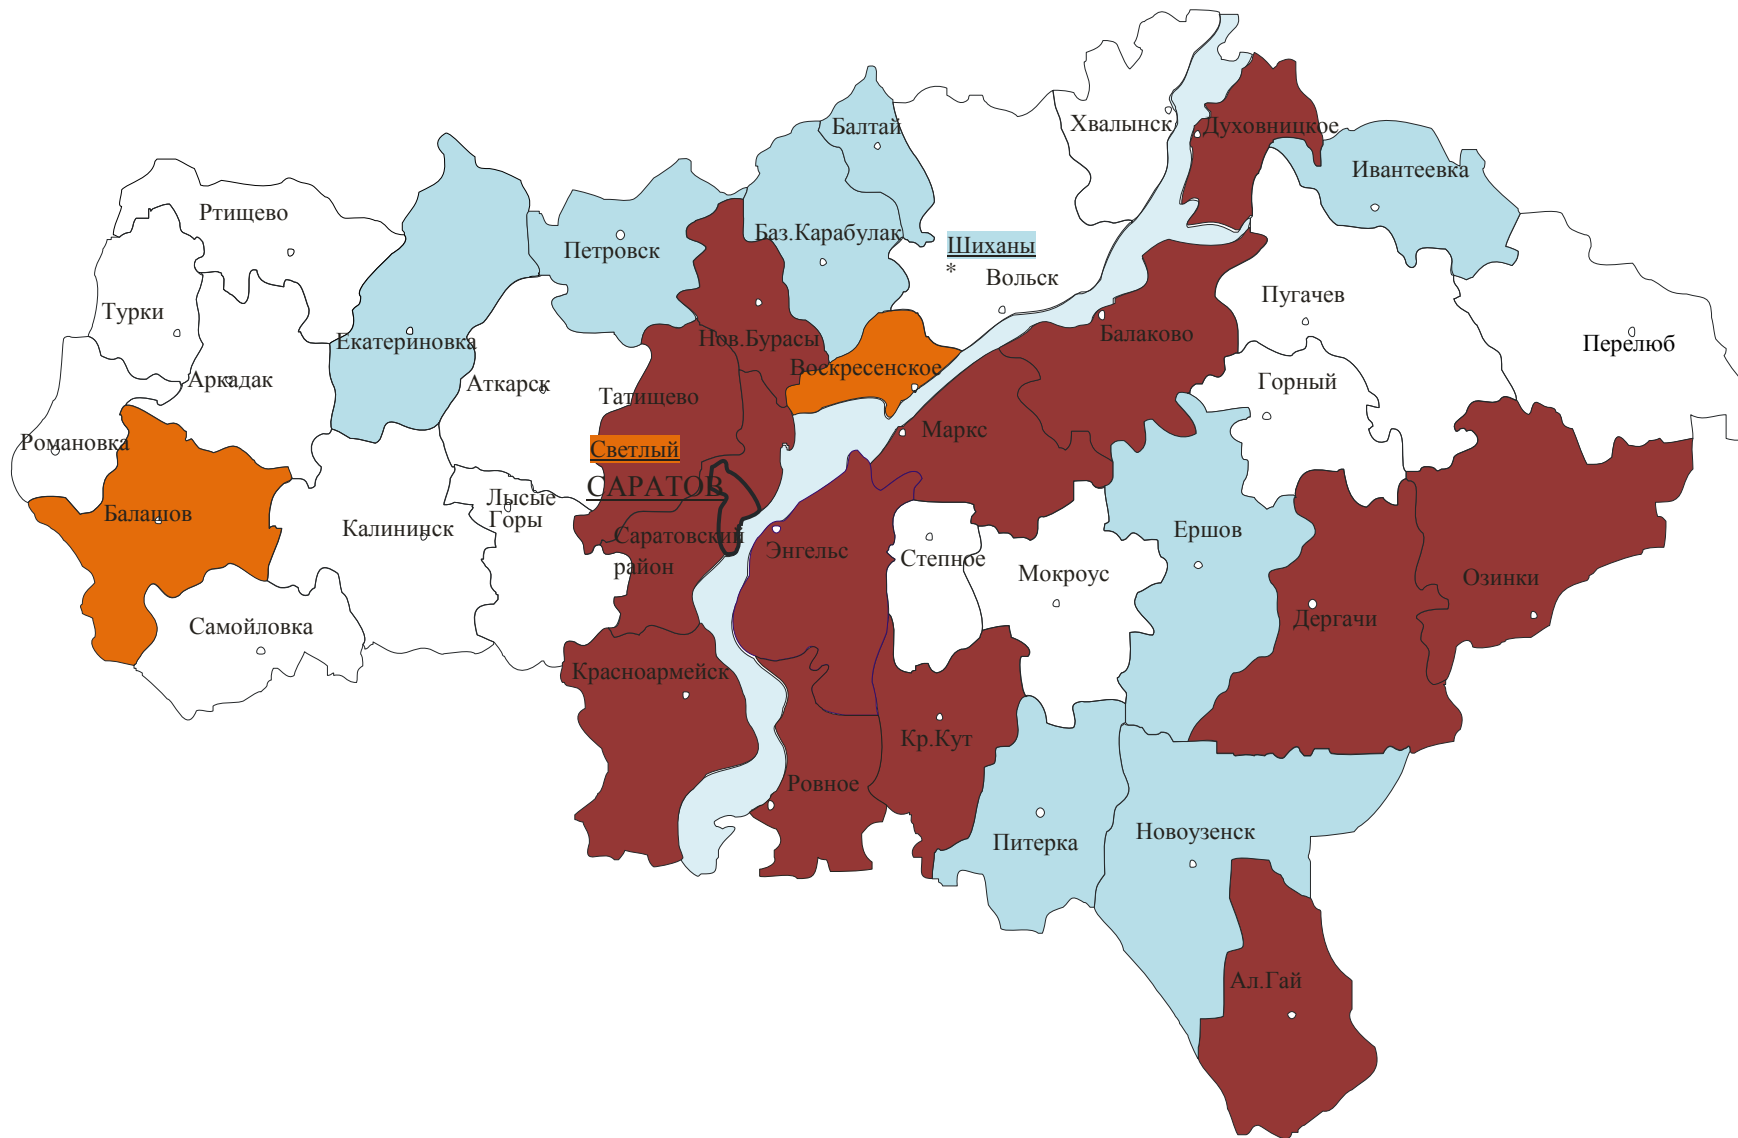 Хвалынск
Духовницкое
Балтай
Ивантеевка
Ртищево
Баз.Карабулак
Петровск
Шиханы
*
Вольск
Пугачев
Турки
Екатериновка
Нов.Бурасы
Балаково
Перелюб
Воскресенское
Аркадак
Аткарск
Горный
Татищево
Маркс
Романовка
Светлый
САРАТОВ
Лысые
Горы
Балашов
Калининск
Саратовский
район
Энгельс
Степное
Ершов
Мокроус
Озинки
Дергачи
Самойловка
Красноармейск
Кр.Кут
Ровное
Питерка
Новоузенск
Ал.Гай